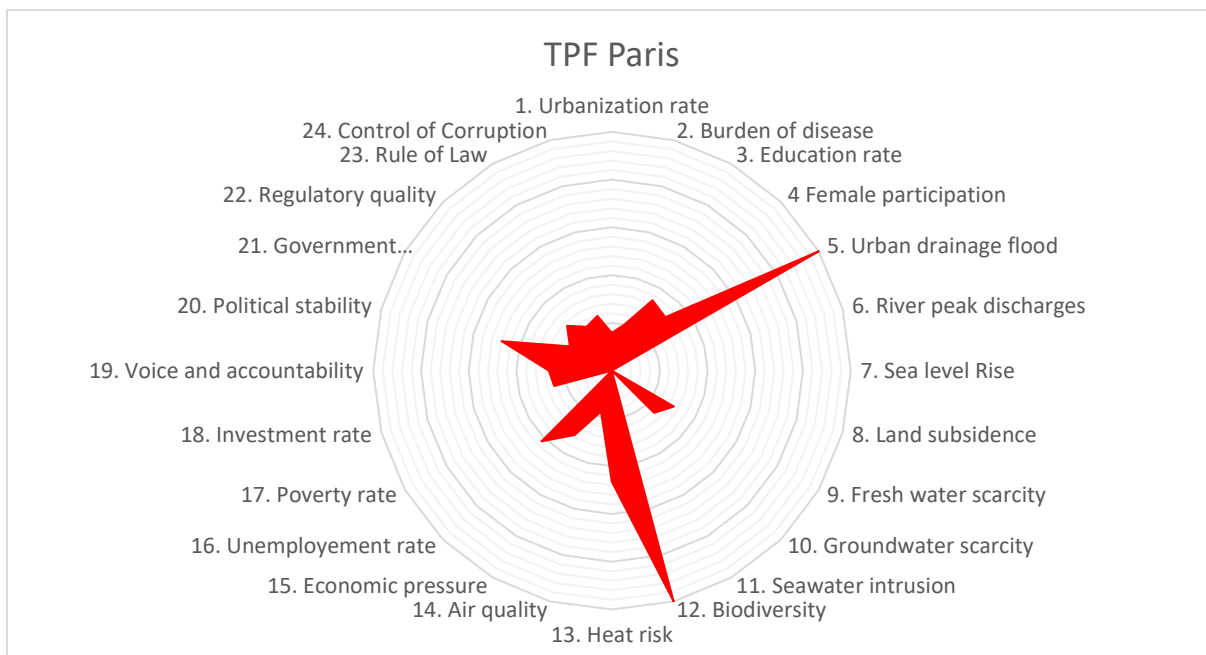 TPF Paris
1. Urbanization rate
2. Burden of disease
3. Education rate
4 Female participation
5. Urban drainage flood
6. River peak discharges
7. Sea level Rise
8. Land subsidence
9. Fresh water scarcity
10. Groundwater scarcity
11. Seawater intrusion
12. Biodiversity
13. Heat risk
14. Air quality
15. Economic pressure
16. Unemployement rate
17. Poverty rate
18. Investment rate
19. Voice and accountability
20. Political stability
21. Government...
22. Regulatory quality
23. Rule of Law
24. Control of Corruption